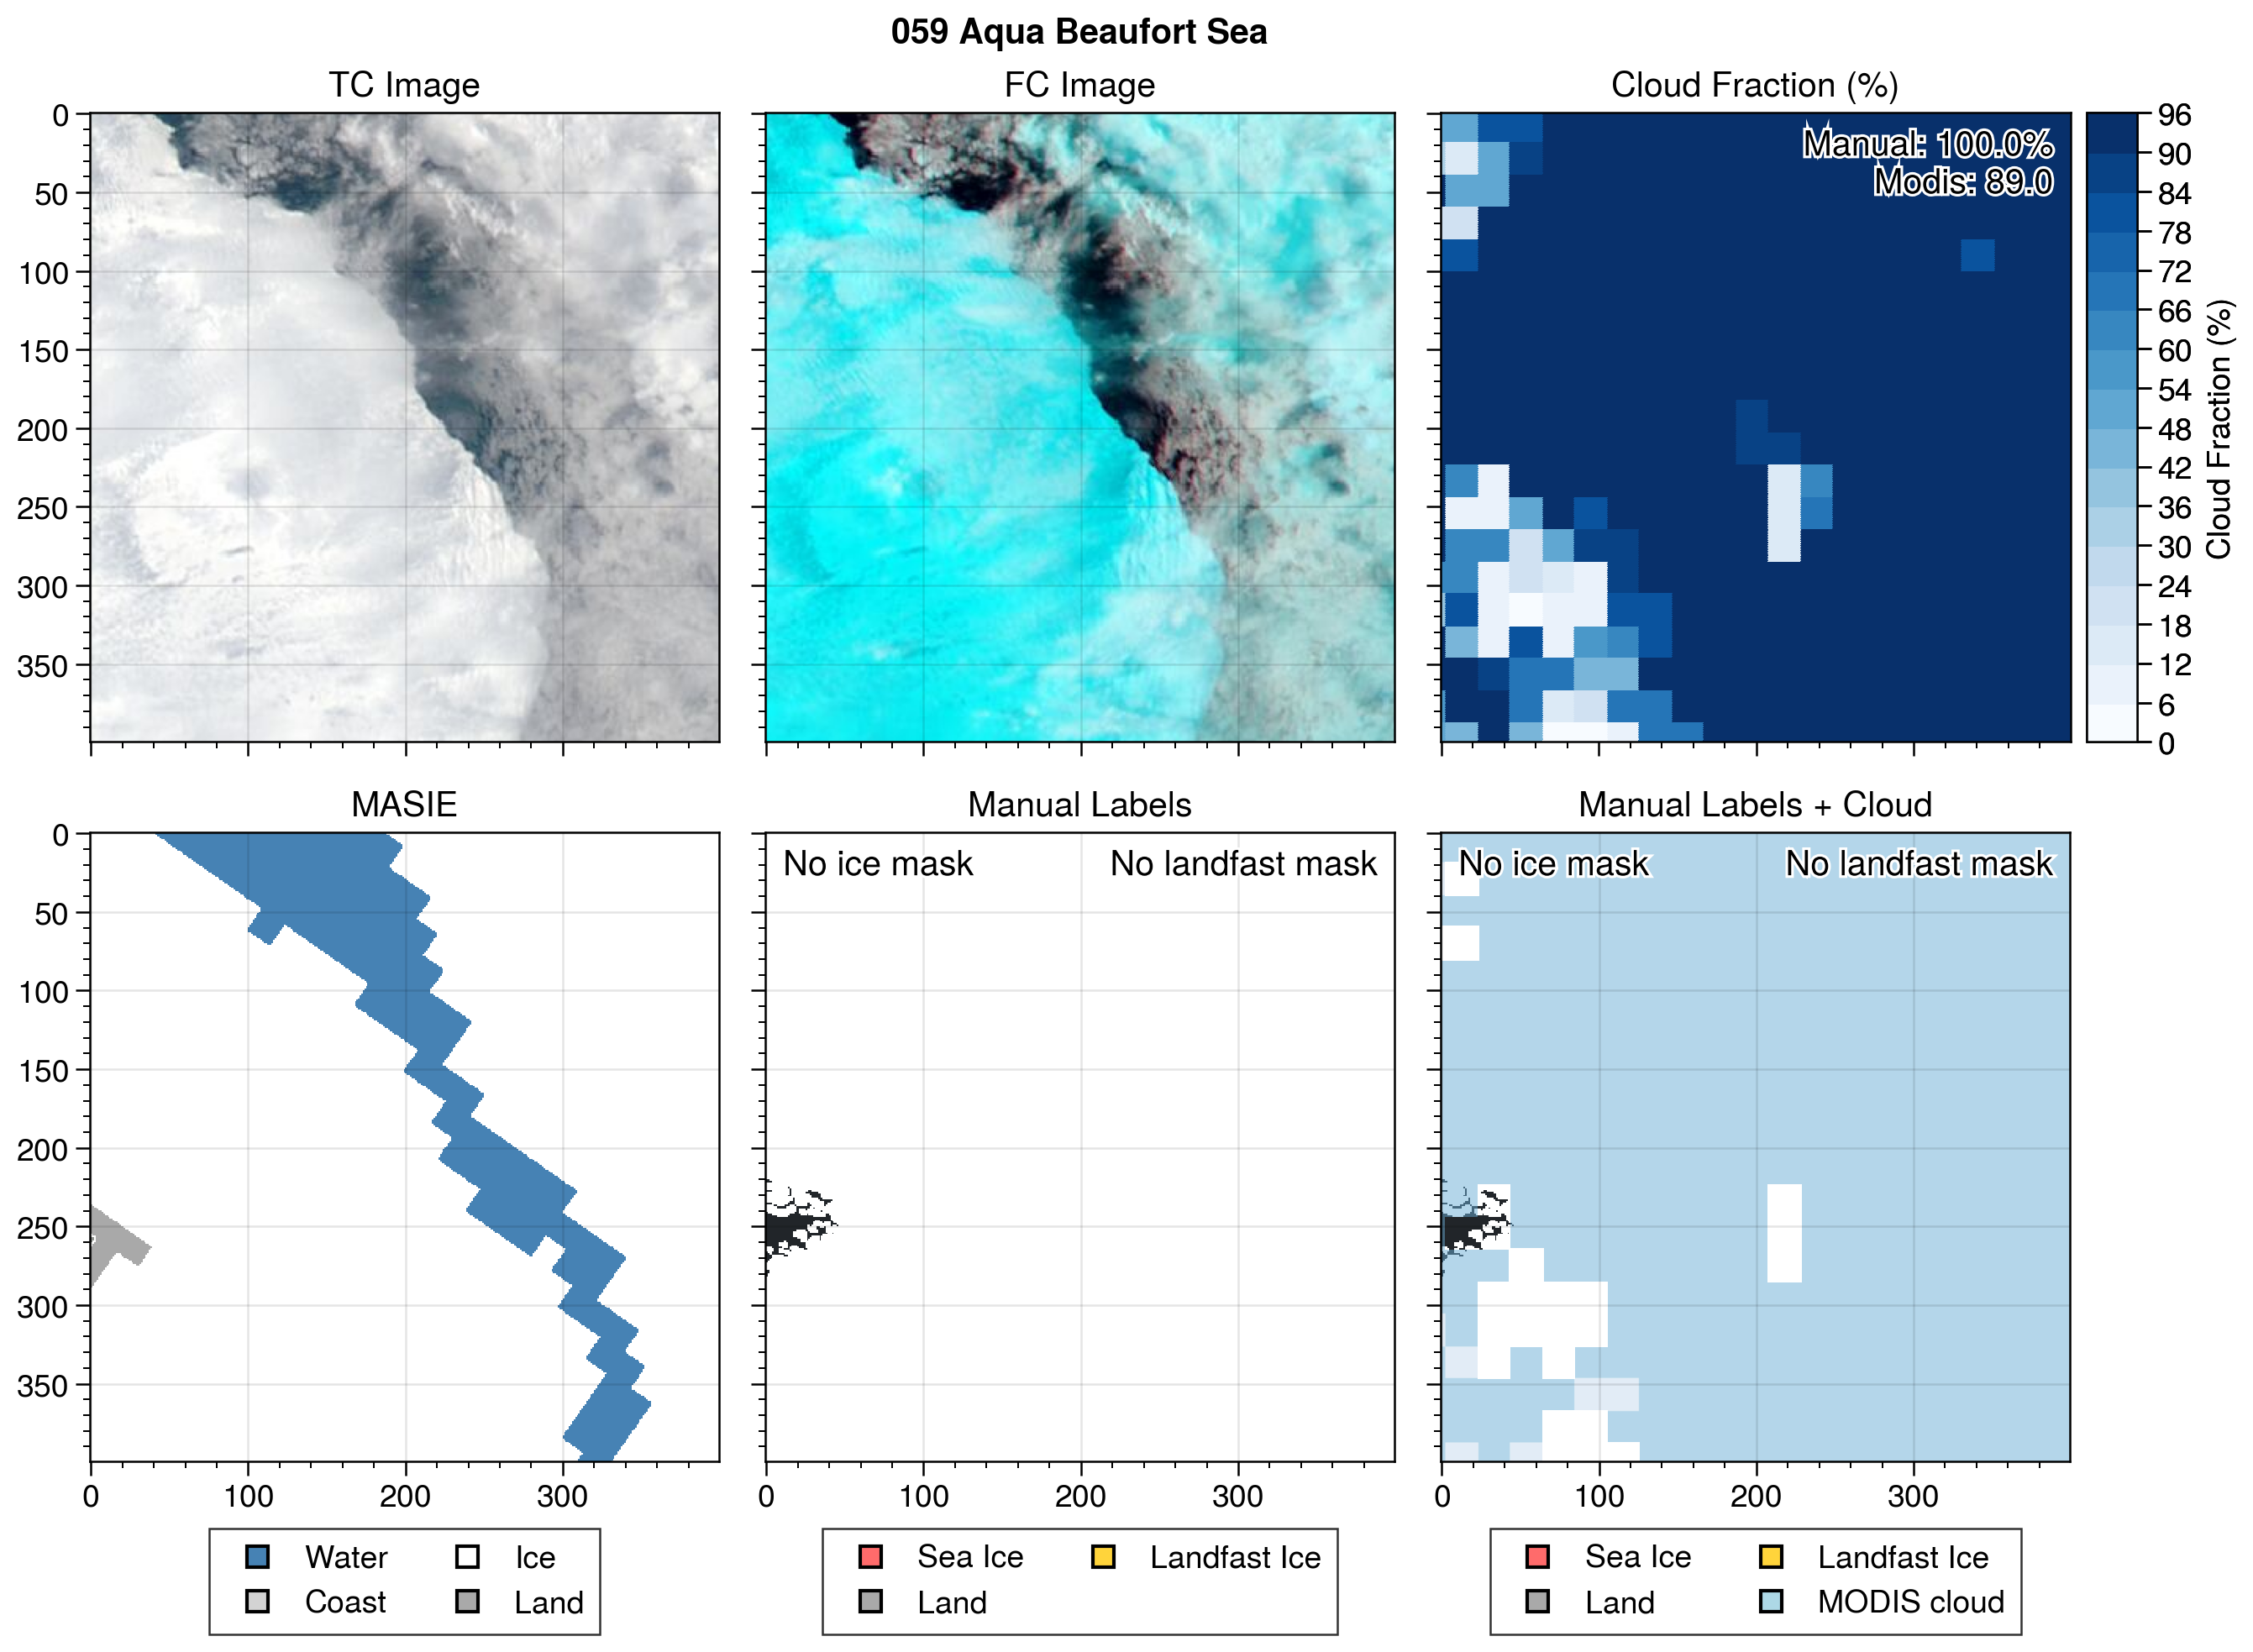 059 Aqua Beaufort Sea
TC Image
FC Image
Cloud Fraction (%)
0
50
100
150
200
250
300
350
Manual: 100.0%
Modis: 89.0
96
90
84
78
72
66
60
54
48
42
36
30
24
18
12
6
0
Cloud Fraction (%)
MASIE
Manual Labels
Manual Labels + Cloud
0
50
100
150
200
250
300
350
No ice mask No landfast mask
No ice mask No landfast mask
0 100 200 300
0 100 200 300
0 100 200 300
Water Ice
Coast Land
Sea Ice Landfast Ice
Land
Sea Ice Landfast Ice
Land MODIS cloud